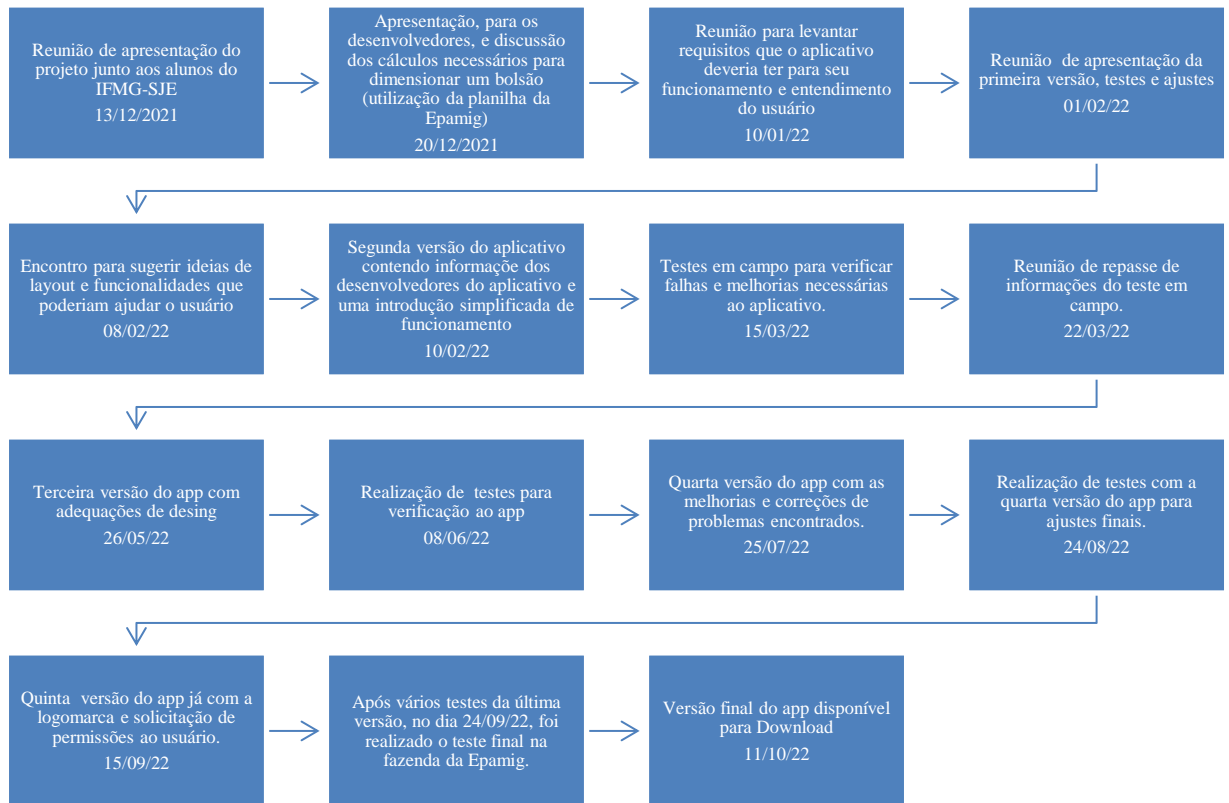 Reunião de apresentação do
projeto junto aos alunos do
IFMG-SJE
13/12/2021
Apresentação, para os
desenvolvedores, e discussão
dos cálculos necessários para
dimensionar um bolsão
(utilização da planilha da
Epamig)
20/12/2021
Reunião para levantar
requisitos que o aplicativo
deveria ter para seu
funcionamento e entendimento
do usuário
10/01/22
Reunião de apresentação da
primeira versão, testes e ajustes
01/02/22
Encontro para sugerir ideias de
layout e funcionalidades que
poderiam ajudar o usuário
08/02/22
Segunda versão do aplicativo
contendo informaçõe dos
desenvolvedores do aplicativo e
uma introdução simplificada de
funcionamento
10/02/22
Testes em campo para verificar
falhas e melhorias necessárias
ao aplicativo.
15/03/22
Reunião de repasse de
informações do teste em
campo.
22/03/22
Terceira versão do app com
adequações de desing
26/05/22
Realização de testes para
verificação ao app
08/06/22
Quarta versão do app com as
melhorias e correções de
problemas encontrados.
25/07/22
Realização de testes com a
quarta versão do app para
ajustes finais.
24/08/22
Quinta versão do app já com a
logomarca e solicitação de
permissões ao usuário.
15/09/22
Após vários testes da última
versão, no dia 24/09/22, foi
realizado o teste final na
fazenda da Epamig.
Versão final do app disponível
para Download
11/10/22